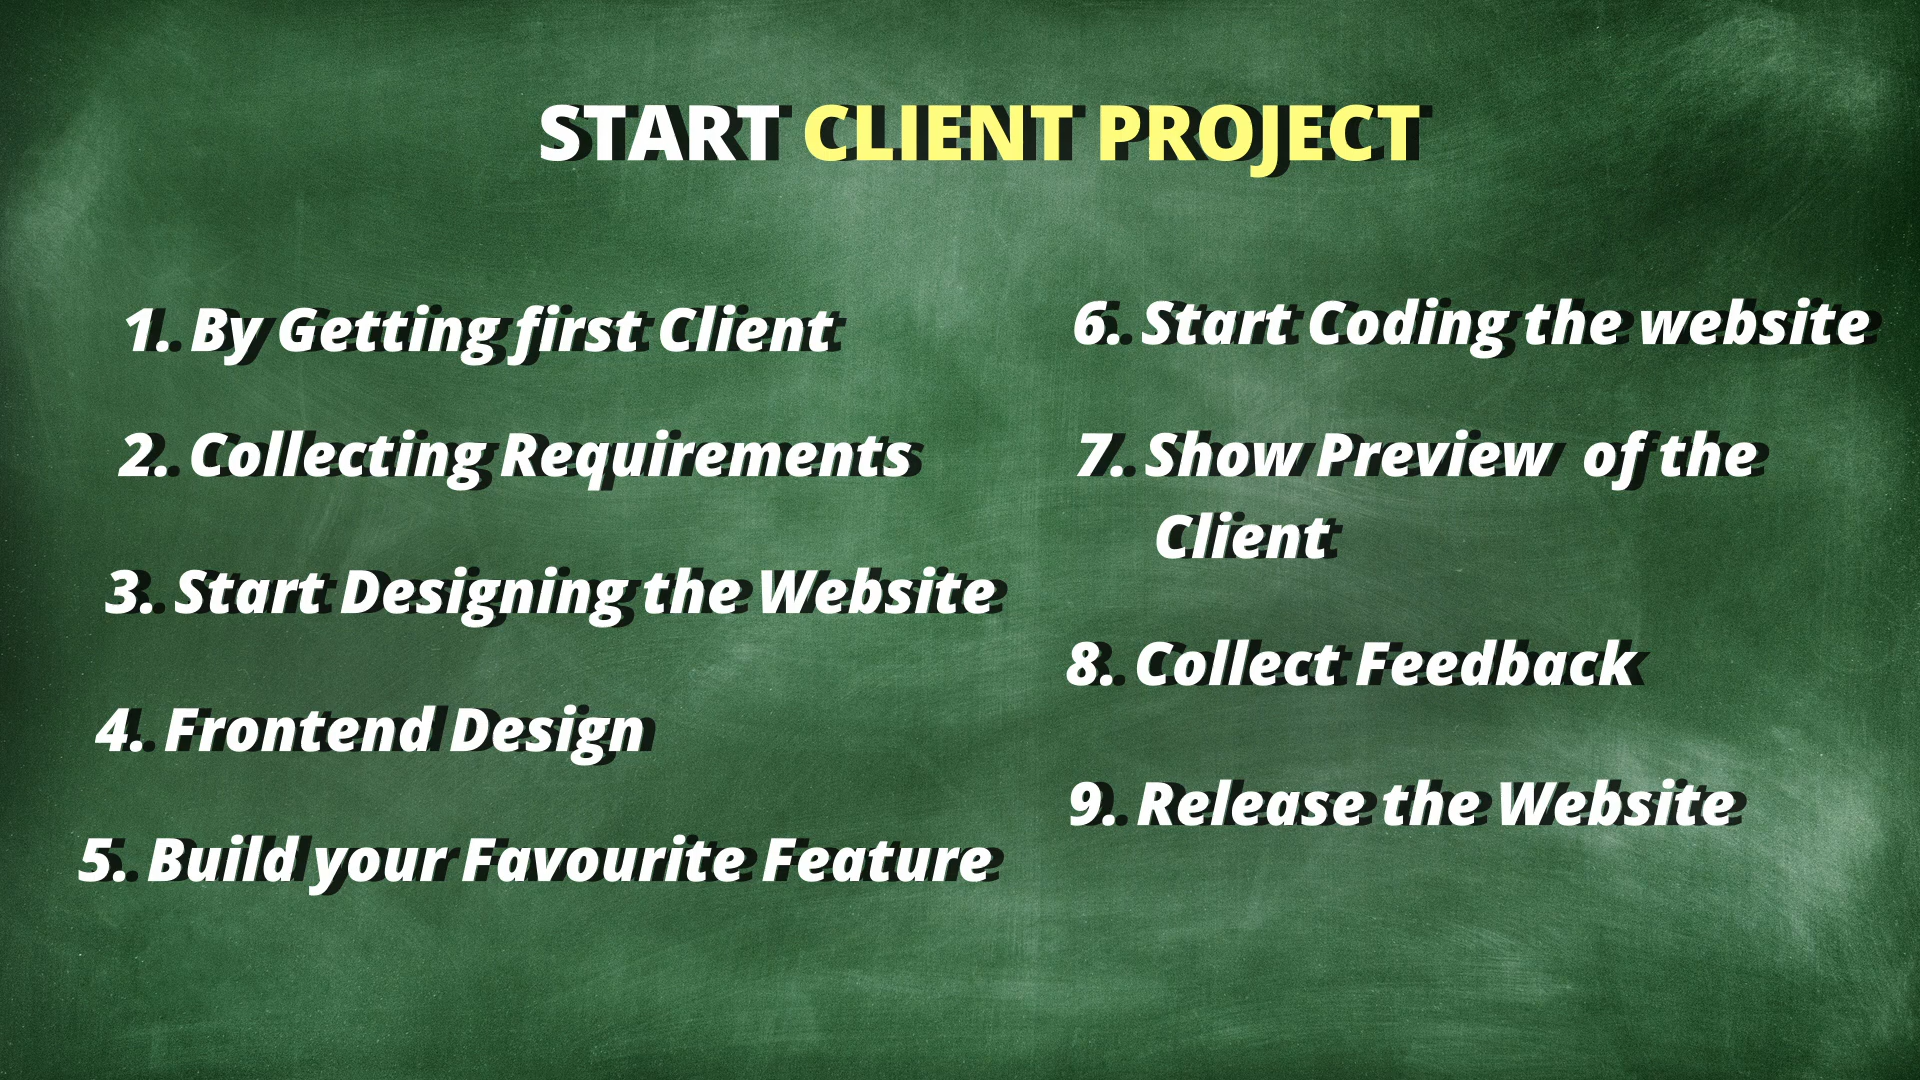 START CLIENT PROJECT
1. By Getting first Client
2. Collecting Requirements
3. Start Designing the Website
4. Frontend Design
5. Build your Favourite Feature
6. Start Coding the website
7. Show Preview  of the
Client
8. Collect Feedback
9. Release the Website